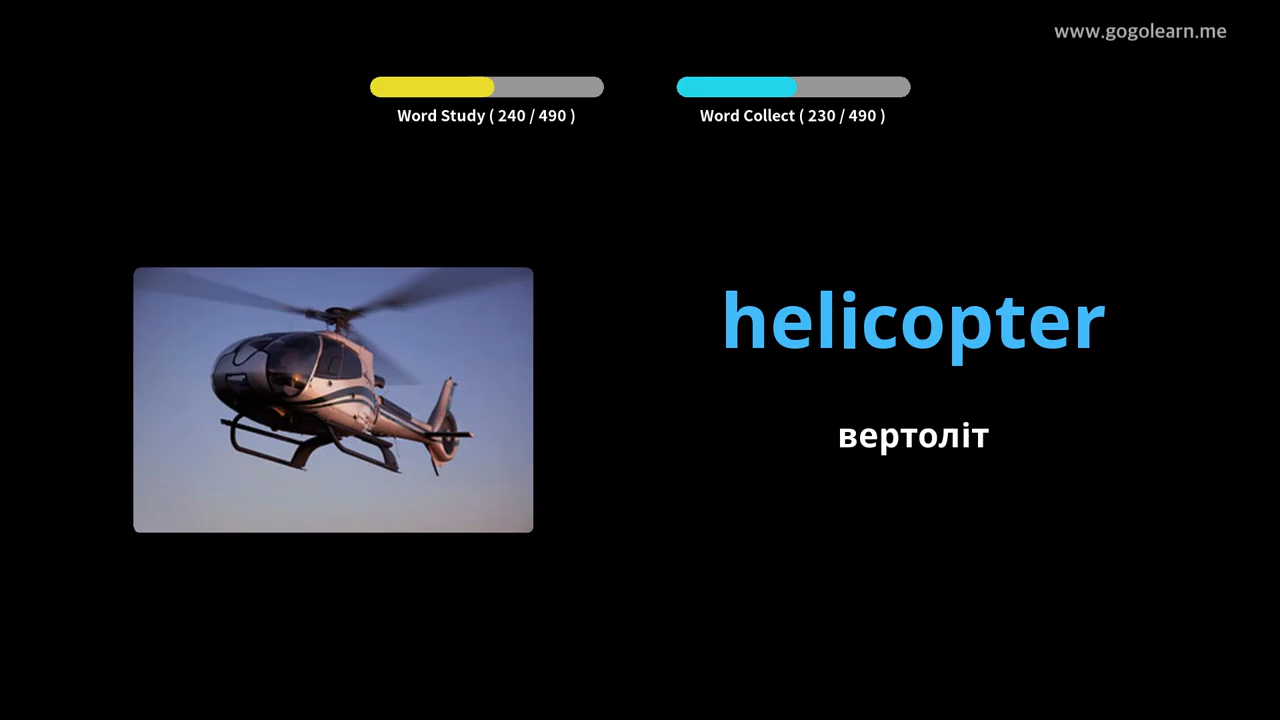 www.gogolearn.me
Word Study ( 240 / 490 )
Word Collect ( 230 / 490 )
helicopter
вертоліт